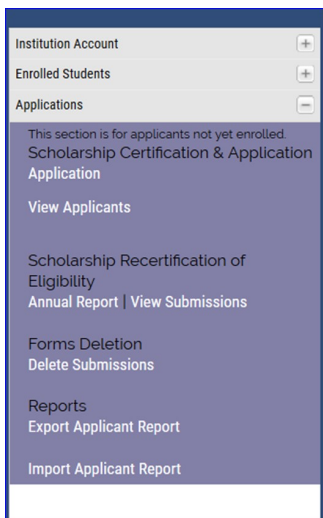 Institution Account
Enrolled Students
Applications
This section is for applicants not yet enrolled.
Scholarship Certification & Application
Application
View Applicants
Scholarship Recertification of
Eligibility
Annual Report | View Submissions
Forms Deletion
Delete Submissions
Reports
Export Applicant Report
Import Applicant Report